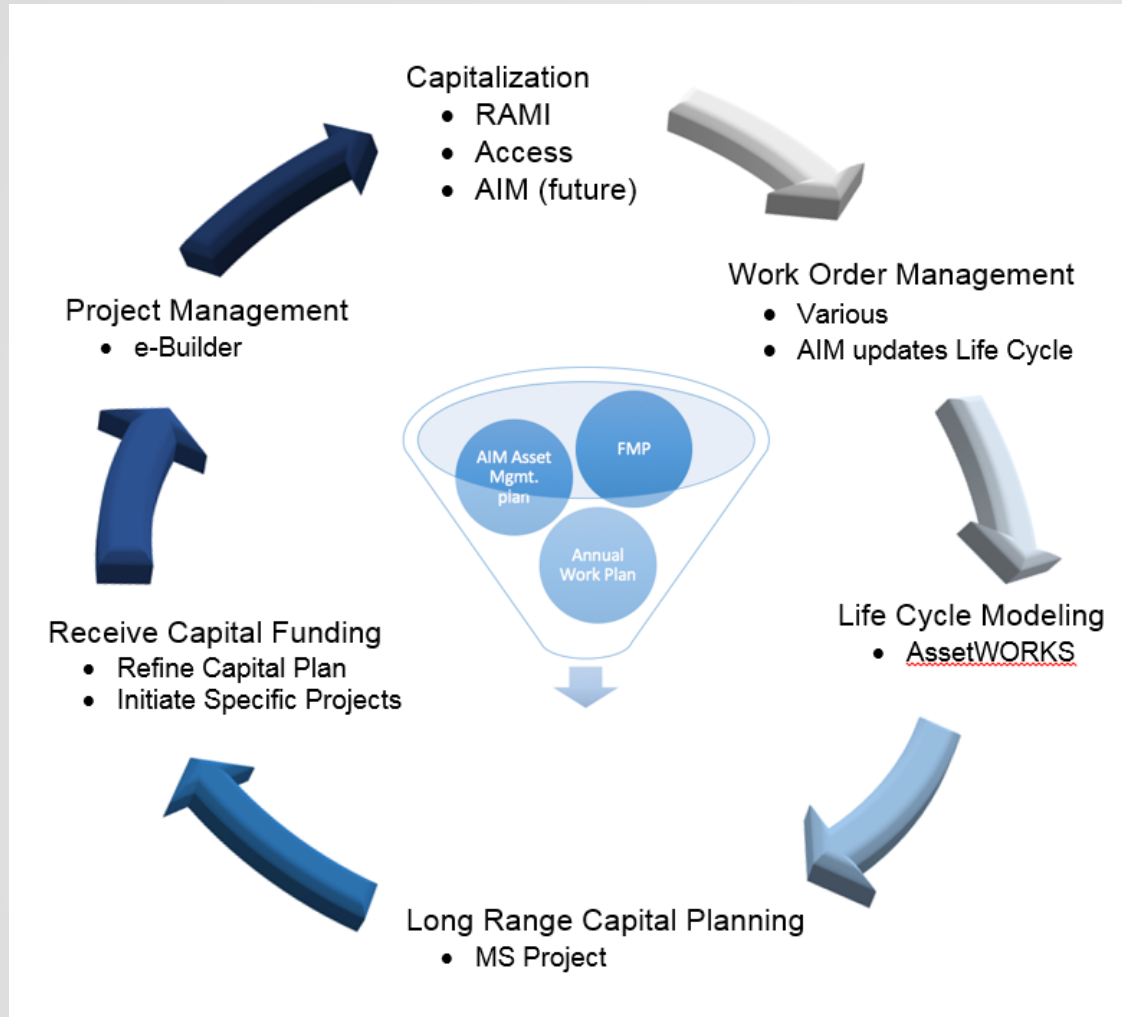 Capitalization
• RAMI
• Access
• AIM (future)
Work Order Management
• Various
• AIM updates Life Cycle
Life Cycle Modeling
• AssetWORKS
Long Range Capital Planning
• MS Project
Receive Capital Funding
• Refine Capital Plan
• Initiate Specific Projects
Project Management
• e-Builder
AIM Asset
Mgmt.
plan
FMP
Annual
Work Plan